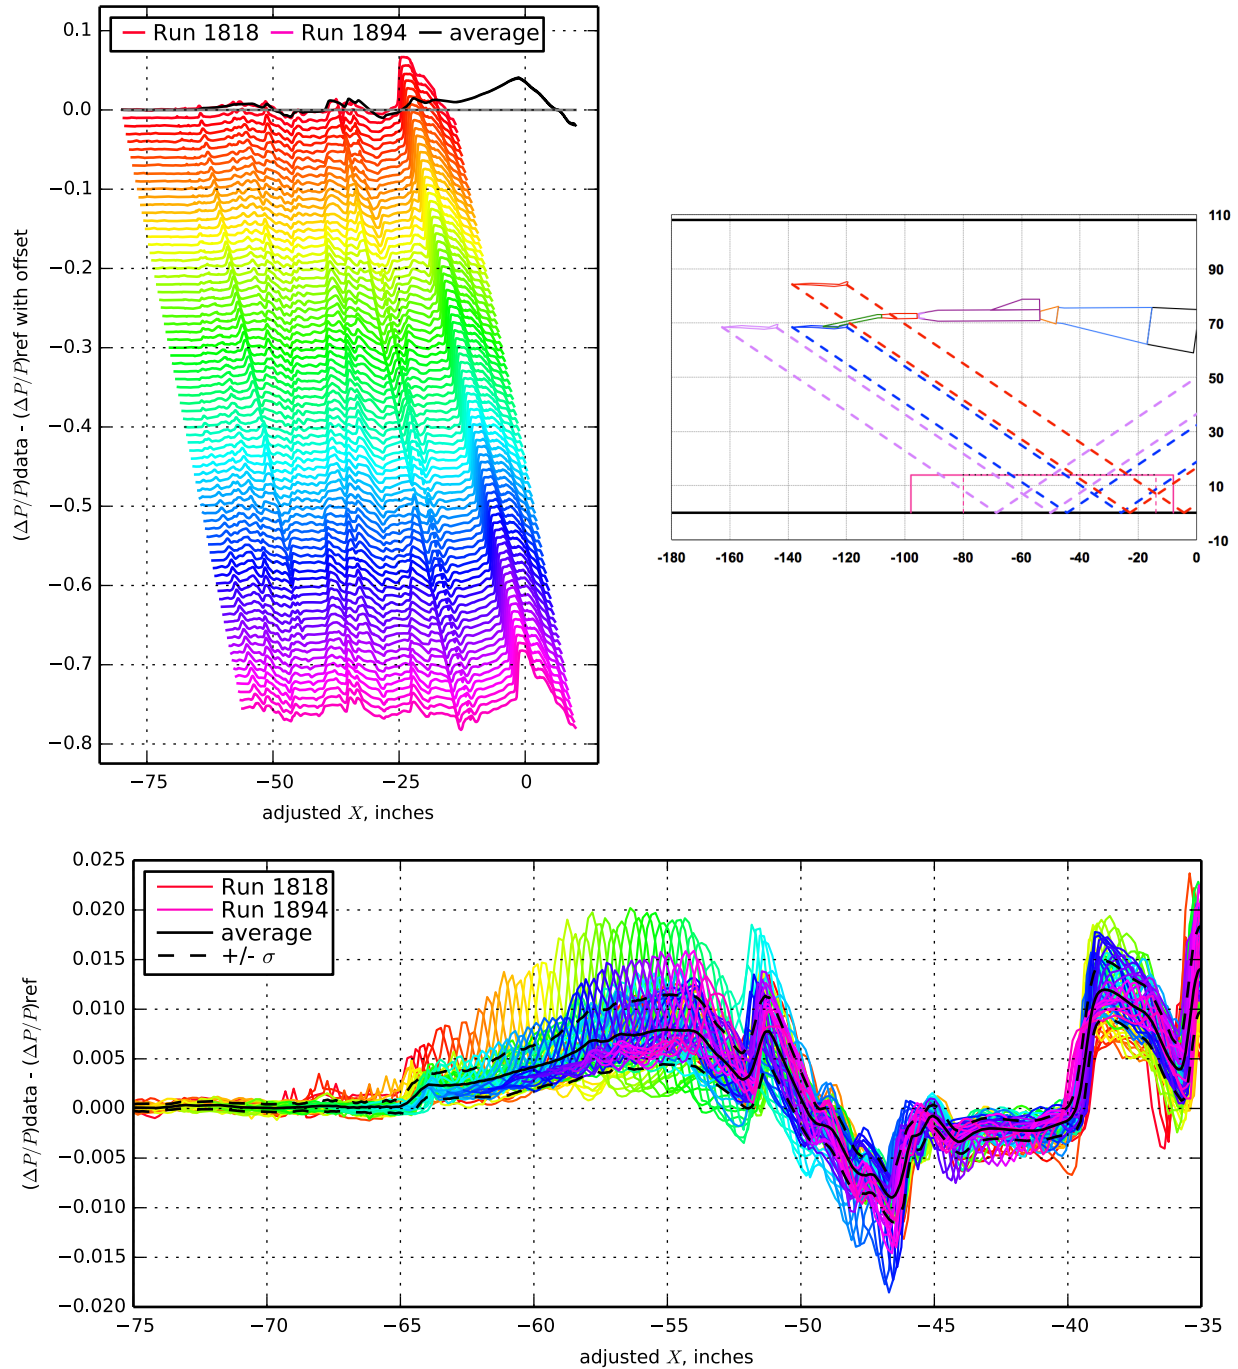 Run 1818 Run 1894 average
0.1
0.0
−0.1
−0.2
−0.3
−0.4
−0.5
−0.6
−0.7
−0.8
(ΔP/P)data - (ΔP/P)ref with offset
−75 −50 −25 0
adjusted X, inches
110
90
70
50
30
10
-10
-180 -160 -140 -120 -100 -80 -60 -40 -20 0
Run 1818
Run 1894
average
+/- σ
0.025
0.020
0.015
0.010
0.005
0.000
−0.005
−0.010
−0.015
−0.020
(ΔP/P)data - (ΔP/P)ref
−75 −70 −65 −60 −55 −50 −45 −40 −35
adjusted X, inches